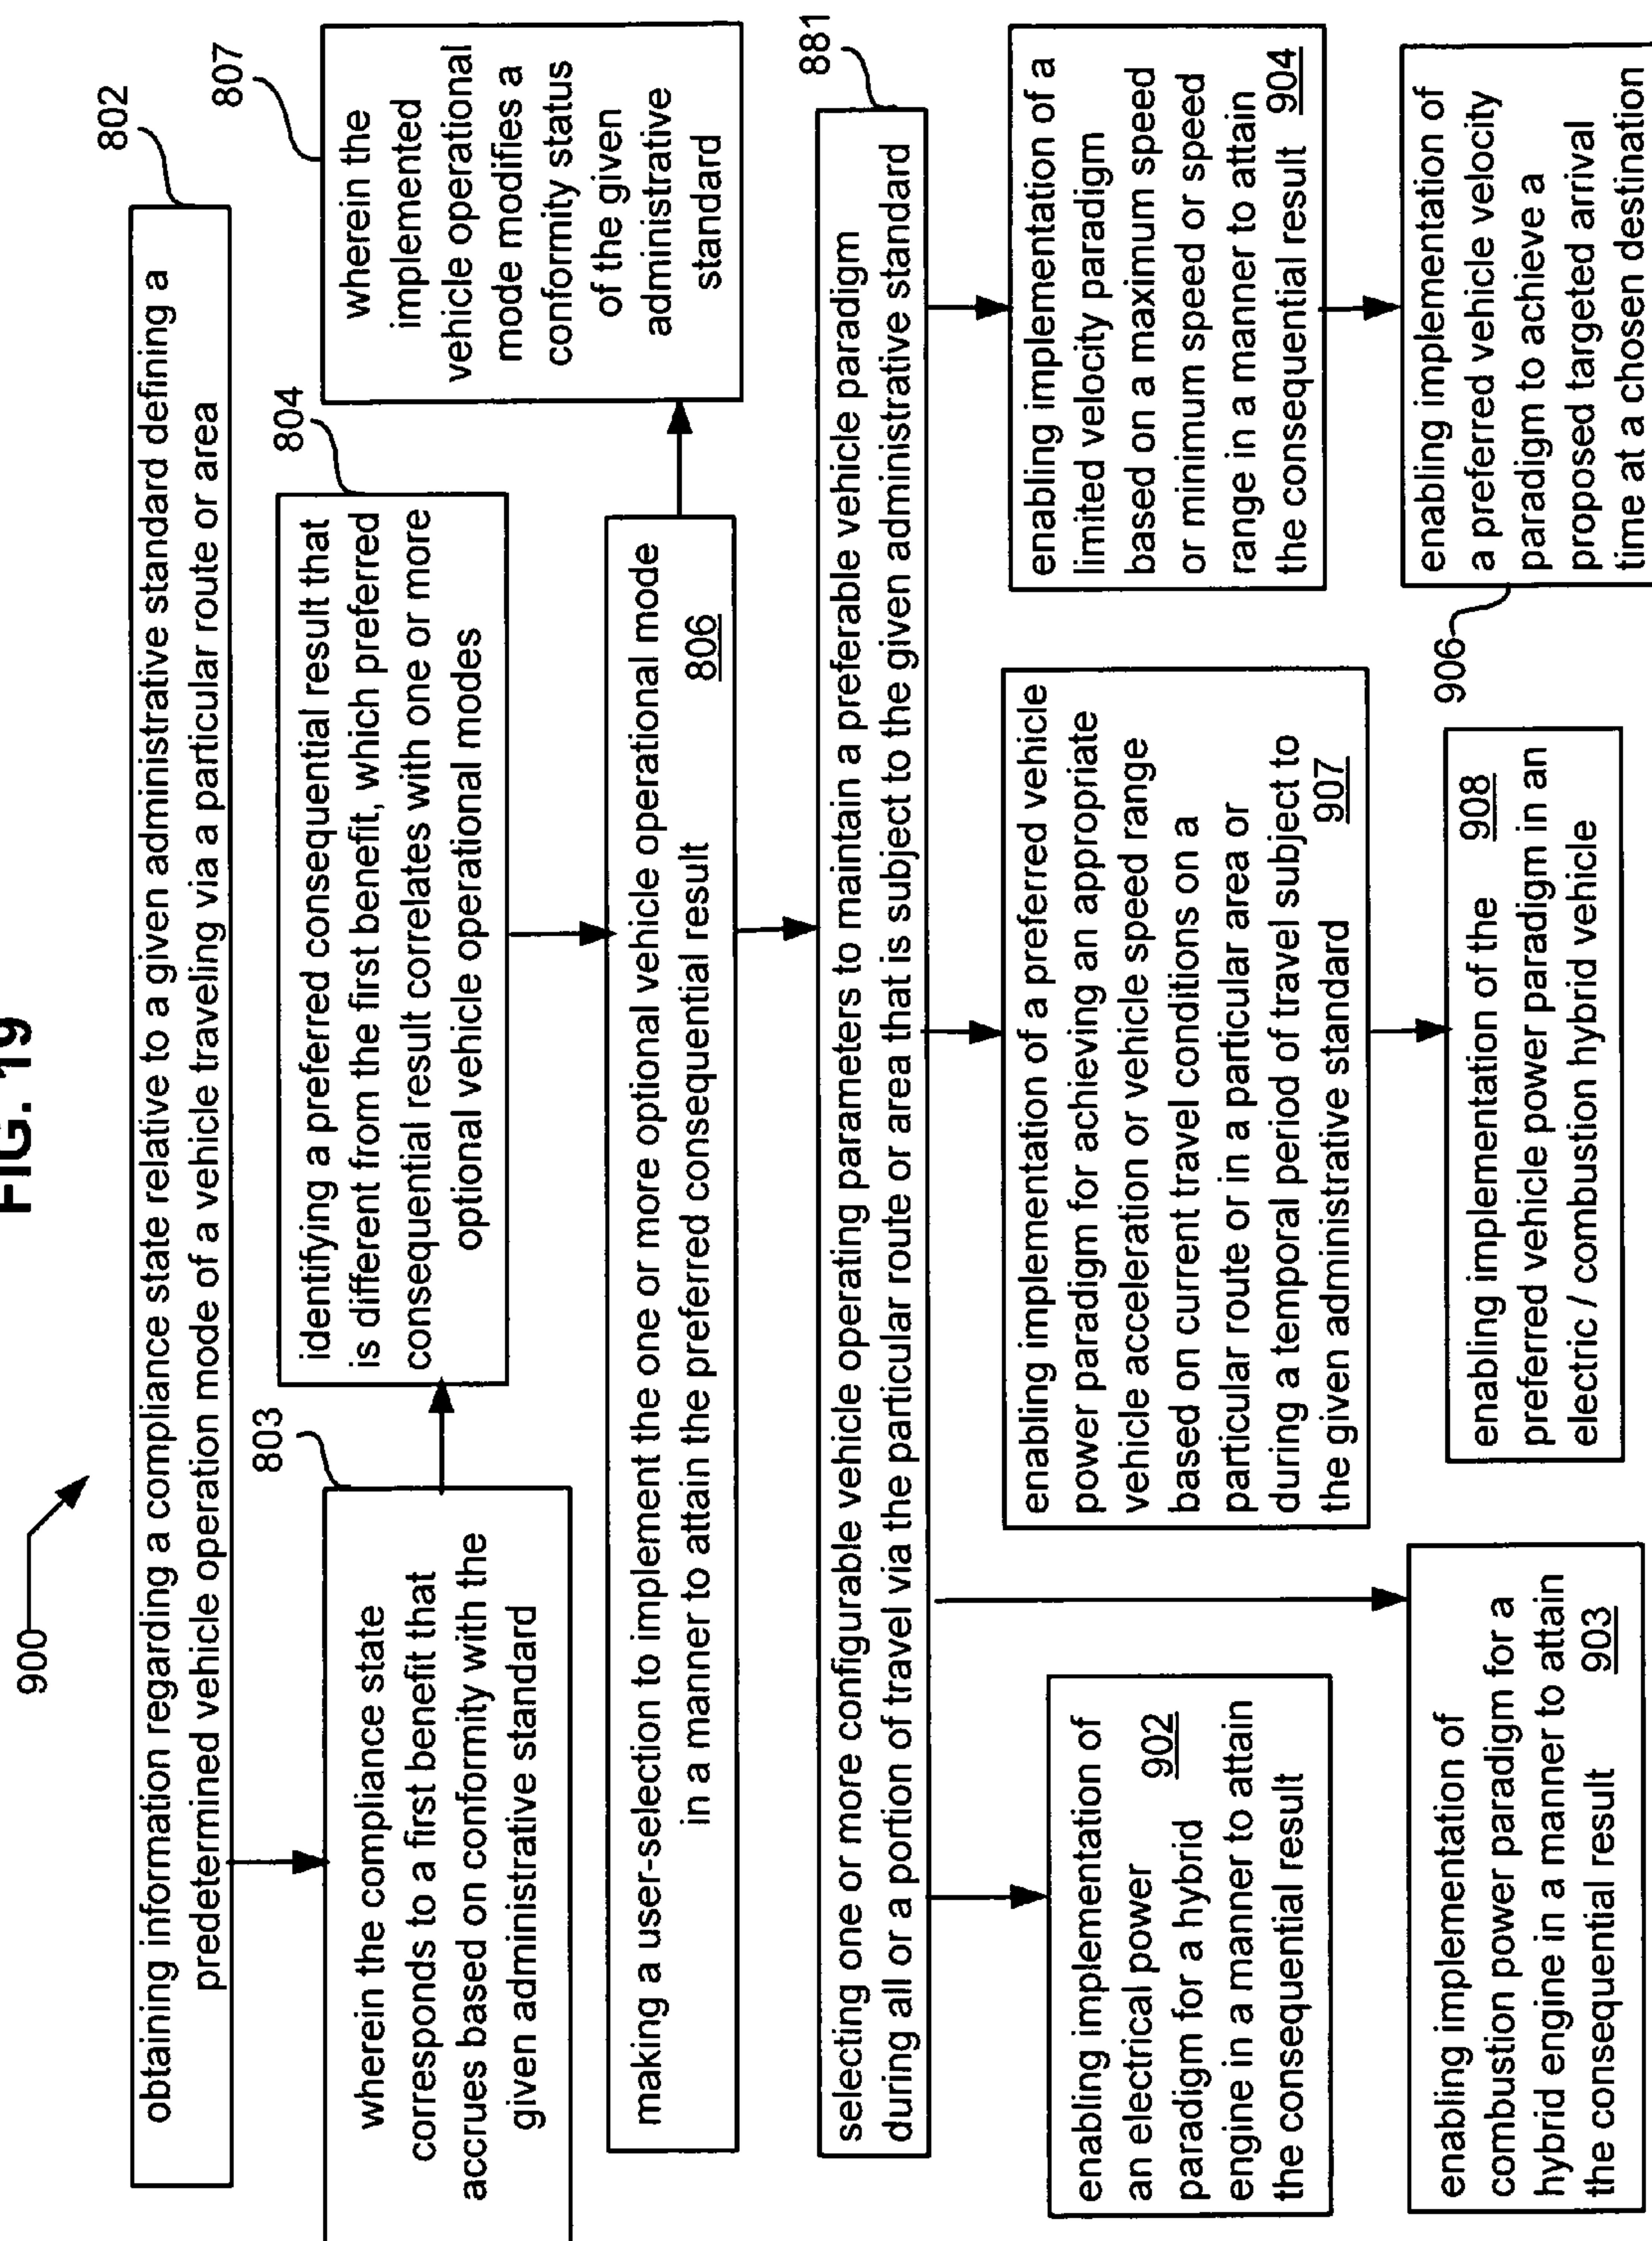 FIG. 19
900
802
obtaining information regarding a compliance state relative to a given administrative standard defining a
predetermined vehicle operation mode of a vehicle traveling via a particular route or area
803
wherein the compliance state
corresponds to a first benefit that
accrues based on conformity with the
given administrative standard
804
identifying a preferred consequential result that
is different from the first benefit, which preferred
consequential result correlates with one or more
optional vehicle operational modes
807
wherein the
implemented
vehicle operational
mode modifies a
conformity status
of the given
administrative
standard
making a user-selection to implement the one or more optional vehicle operational mode
in a manner to attain the preferred consequential result 806
881
selecting one or more configurable vehicle operating parameters to maintain a preferable vehicle paradigm
during all or a portion of travel via the particular route or area that is subject to the given administrative standard
enabling implementation of
an electrical power
paradigm for a hybrid 902
engine in a manner to attain
the consequential result
enabling implementation of
combustion power paradigm for a
hybrid engine in a manner to attain
the consequential result 903
enabling implementation of a preferred vehicle
power paradigm for achieving an appropriate
vehicle acceleration or vehicle speed range
based on current travel conditions on a
particular route or in a particular area or
during a temporal period of travel subject to
the given administrative standard 907
enabling implementation of the 908
preferred vehicle power paradigm in an
electric / combustion hybrid vehicle
enabling implementation of a
limited velocity paradigm
based on a maximum speed
or minimum speed or speed
range in a manner to attain
the consequential result 904
906
enabling implementation of
a preferred vehicle velocity
paradigm to achieve a
proposed targeted arrival
time at a chosen destination